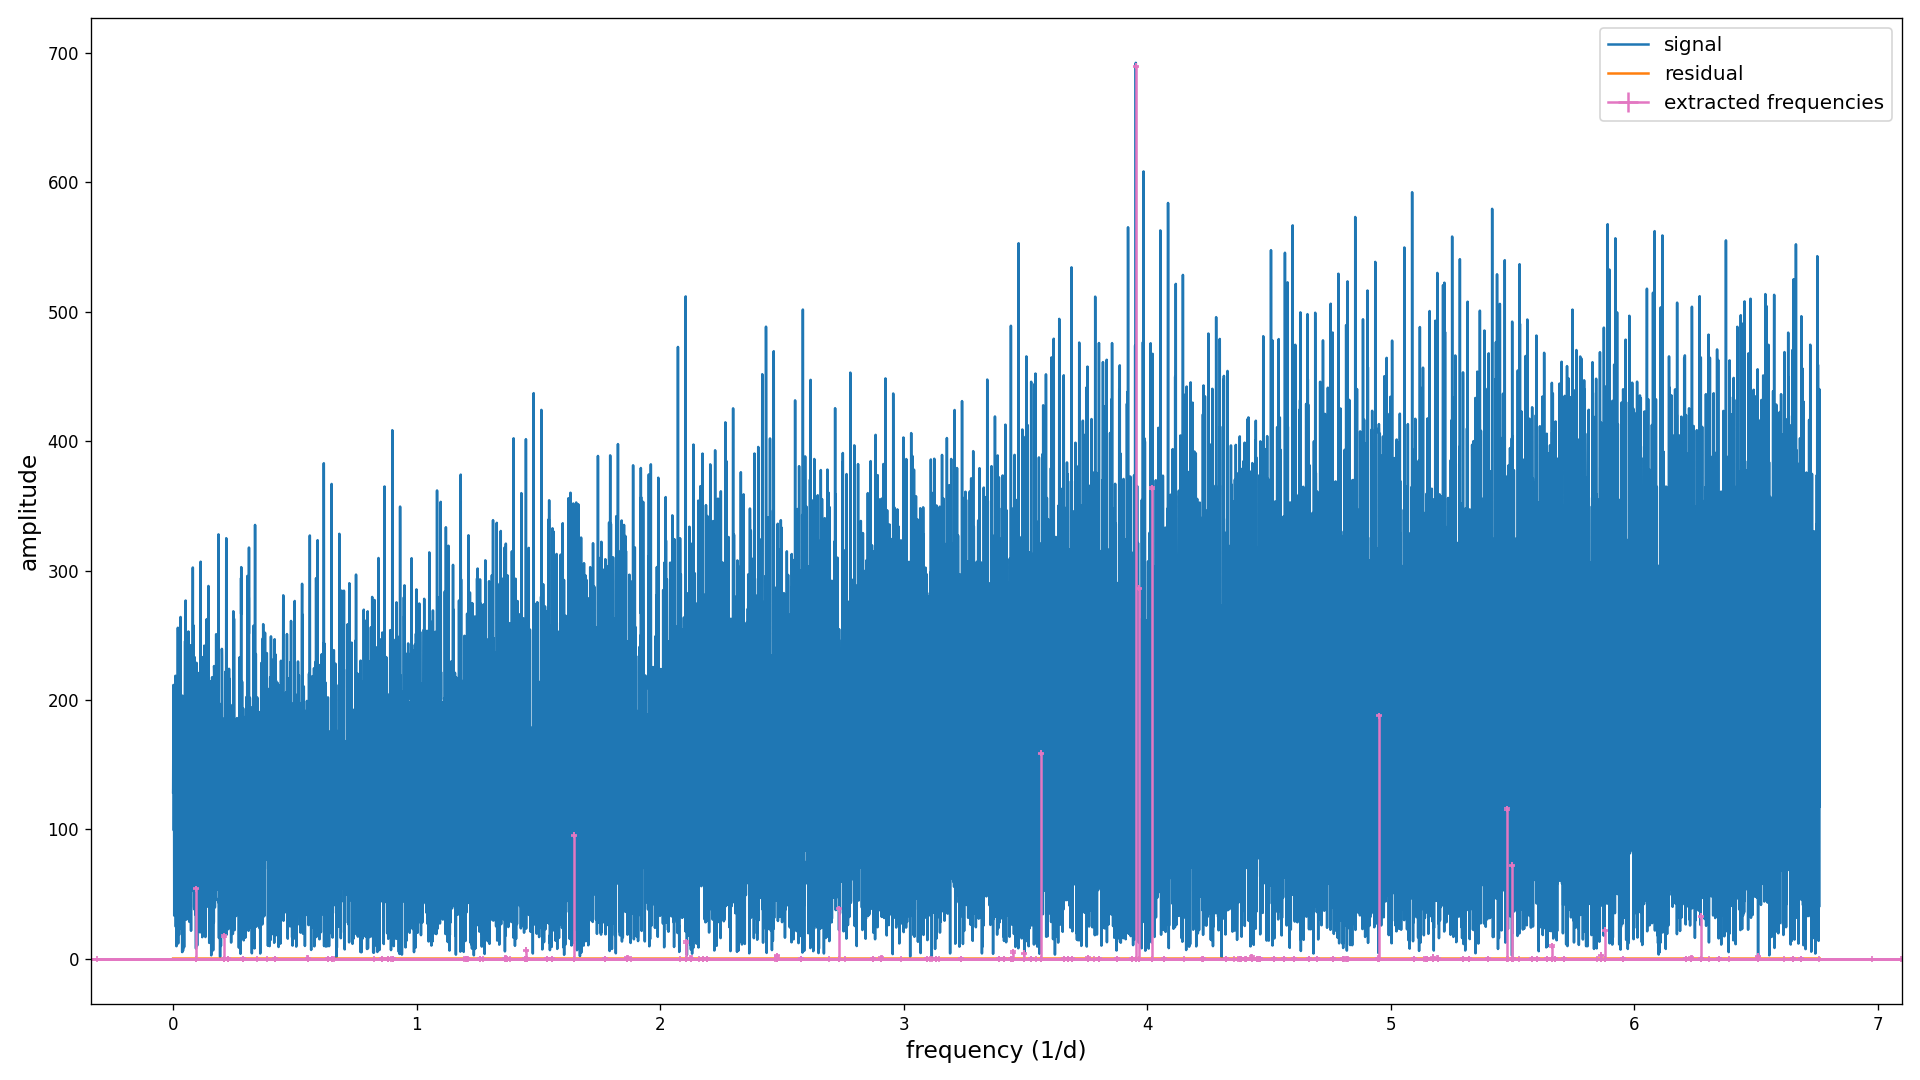 700
600
500
400
300
200
100
0
amplitude
signal
residual
extracted frequencies
0 1 2 3 4 5 6 7
frequency (1/d)